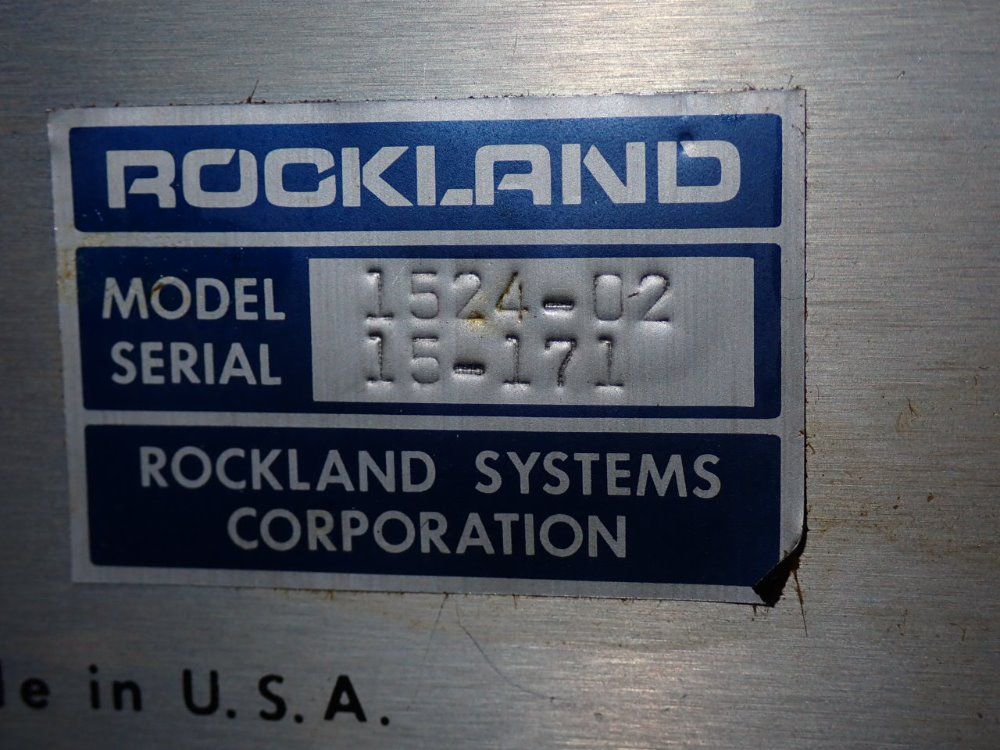 ROCKLAND
MODEL 1524-02
SERIAL 15-171
ROCKLAND SYSTEMS
CORPORATION
in U.S.A.